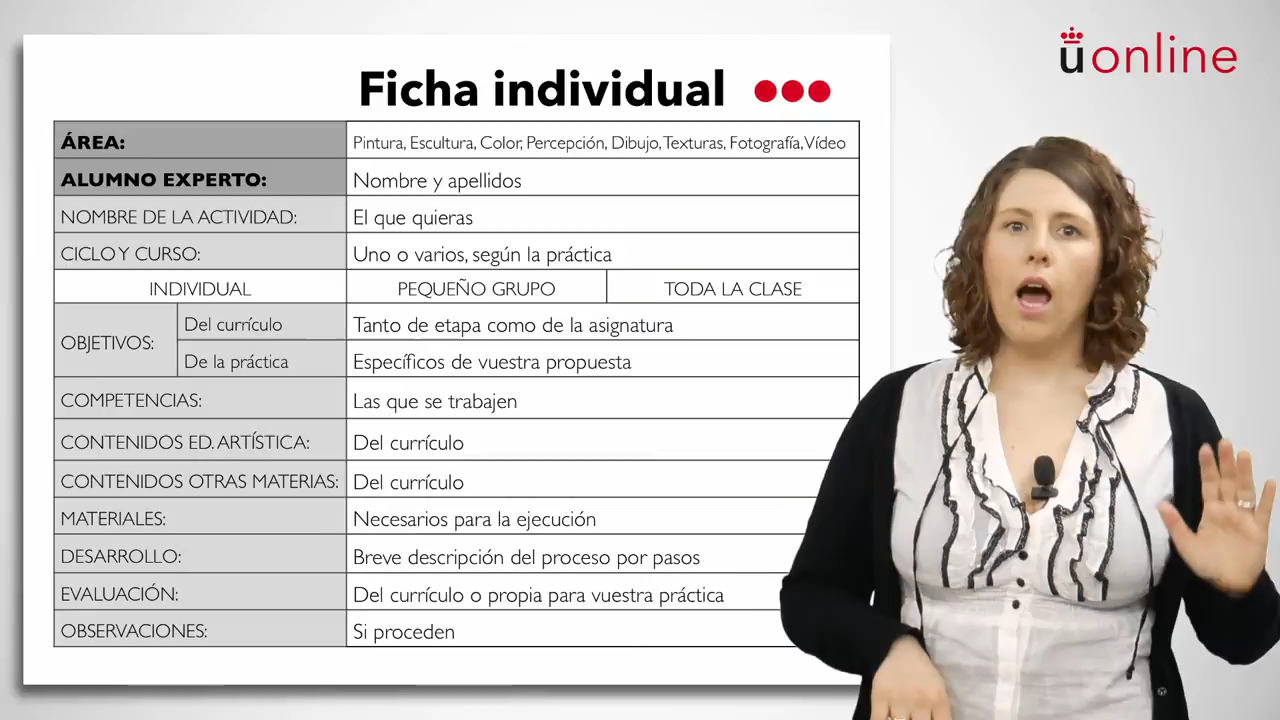 Ficha individual
üonline
ÁREA: Pintura, Escultura, Color, Percepción, Dibujo, Texturas, Fotografía, Vídeo
ALUMNO EXPERTO: Nombre y apellidos
NOMBRE DE LA ACTIVIDAD: El que quieras
CICLO Y CURSO: Uno o varios, según la práctica
INDIVIDUAL PEQUEÑO GRUPO TODA LA CLASE
OBJETIVOS: Del currículo Tanto de etapa como de la asignatura
De la práctica Específicos de vuestra propuesta
COMPETENCIAS: Las que se trabajen
CONTENIDOS ED. ARTÍSTICA: Del currículo
CONTENIDOS OTRAS MATERIAS: Del currículo
MATERIALES: Necesarios para la ejecución
DESARROLLO: Breve descripción del proceso por pasos
EVALUACIÓN: Del currículo o propia para vuestra práctica
OBSERVACIONES: Si proceden